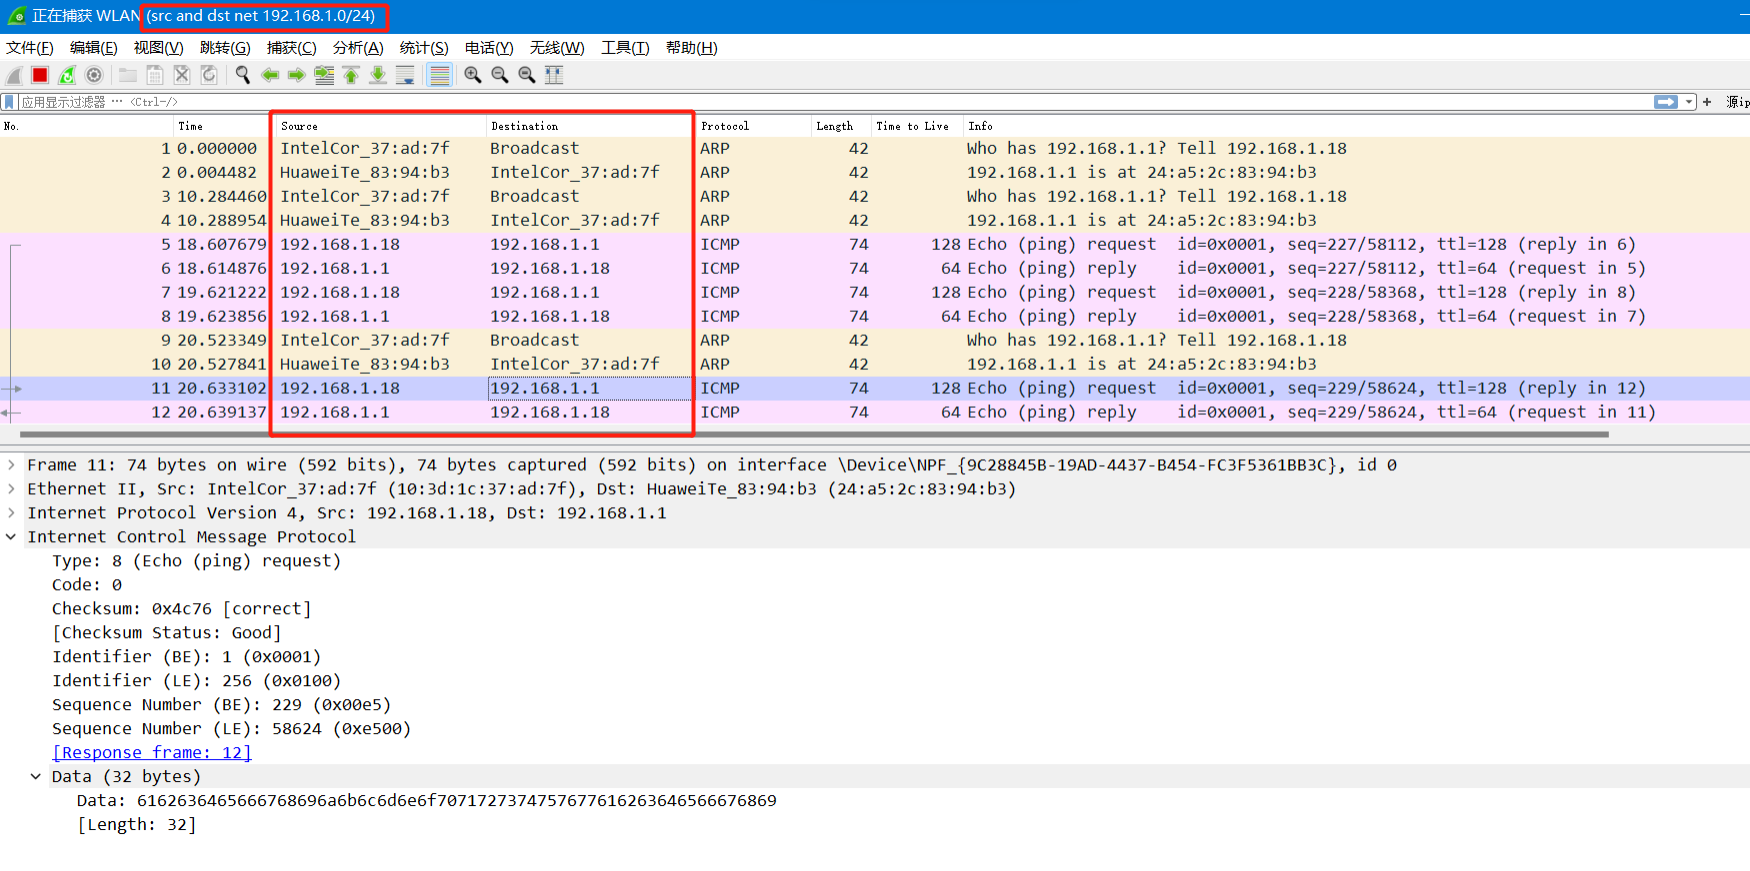 正在捕获 WLAN (src and dst net 192.168.1.0/24)
文件(F) 编辑(E) 视图(V) 跳转(G) 捕获(C) 分析(A) 统计(S) 电话(Y) 无线(W) 工具(T) 帮助(H)
应用显示过滤器 … <Ctrl-/> + 源ip
No. Time Source Destination Protocol Length Time to Live Info
1 0.000000 IntelCor_37:ad:7f Broadcast ARP 42 Who has 192.168.1.1? Tell 192.168.1.18
2 0.004482 HuaweiTe_83:94:b3 IntelCor_37:ad:7f ARP 42 192.168.1.1 is at 24:a5:2c:83:94:b3
3 10.284460 IntelCor_37:ad:7f Broadcast ARP 42 Who has 192.168.1.1? Tell 192.168.1.18
4 10.288954 HuaweiTe_83:94:b3 IntelCor_37:ad:7f ARP 42 192.168.1.1 is at 24:a5:2c:83:94:b3
5 18.607679 192.168.1.18 192.168.1.1 ICMP 74 128 Echo (ping) request id=0x0001, seq=227/58112, ttl=128 (reply in 6)
6 18.614876 192.168.1.1 192.168.1.18 ICMP 74 64 Echo (ping) reply id=0x0001, seq=227/58112, ttl=64 (request in 5)
7 19.621222 192.168.1.18 192.168.1.1 ICMP 74 128 Echo (ping) request id=0x0001, seq=228/58368, ttl=128 (reply in 8)
8 19.623856 192.168.1.1 192.168.1.18 ICMP 74 64 Echo (ping) reply id=0x0001, seq=228/58368, ttl=64 (request in 7)
9 20.523349 IntelCor_37:ad:7f Broadcast ARP 42 Who has 192.168.1.1? Tell 192.168.1.18
10 20.527841 HuaweiTe_83:94:b3 IntelCor_37:ad:7f ARP 42 192.168.1.1 is at 24:a5:2c:83:94:b3
11 20.633102 192.168.1.18 192.168.1.1 ICMP 74 128 Echo (ping) request id=0x0001, seq=229/58624, ttl=128 (reply in 12)
12 20.639137 192.168.1.1 192.168.1.18 ICMP 74 64 Echo (ping) reply id=0x0001, seq=229/58624, ttl=64 (request in 11)
Frame 11: 74 bytes on wire (592 bits), 74 bytes captured (592 bits) on interface \Device\NPF_{9C28845B-19AD-4437-B454-FC3F5361BB3C}, id 0
Ethernet II, Src: IntelCor_37:ad:7f (10:3d:1c:37:ad:7f), Dst: HuaweiTe_83:94:b3 (24:a5:2c:83:94:b3)
Internet Protocol Version 4, Src: 192.168.1.18, Dst: 192.168.1.1
Internet Control Message Protocol
Type: 8 (Echo (ping) request)
Code: 0
Checksum: 0x4c76 [correct]
[Checksum Status: Good]
Identifier (BE): 1 (0x0001)
Identifier (LE): 256 (0x0100)
Sequence Number (BE): 229 (0x00e5)
Sequence Number (LE): 58624 (0xe500)
[Response frame: 12]
Data (32 bytes)
Data: 6162636465666768696a6b6c6d6e6f7071727374757677616263646566676869
[Length: 32]